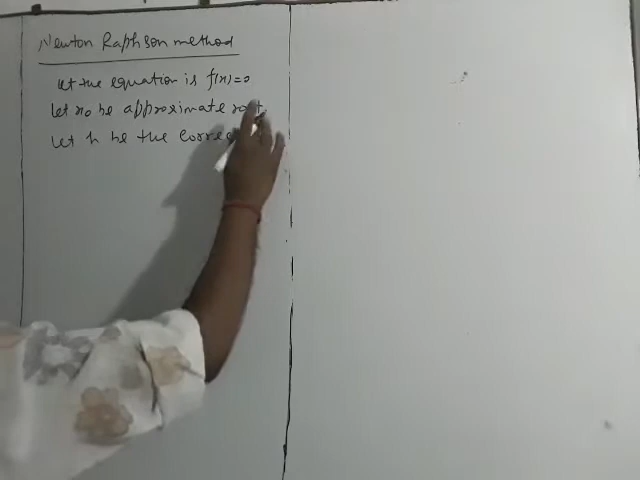 Newton Raphson method
Let the equation is f(x)=0
let x0 be approximate root
Let h be the corre